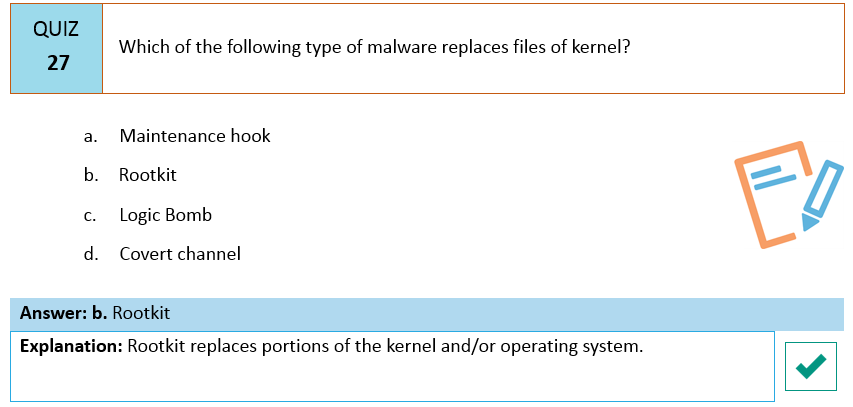 QUIZ
27
Which of the following type of malware replaces files of kernel?
a. Maintenance hook
b. Rootkit
c. Logic Bomb
d. Covert channel
Answer: b. Rootkit
Explanation: Rootkit replaces portions of the kernel and/or operating system.